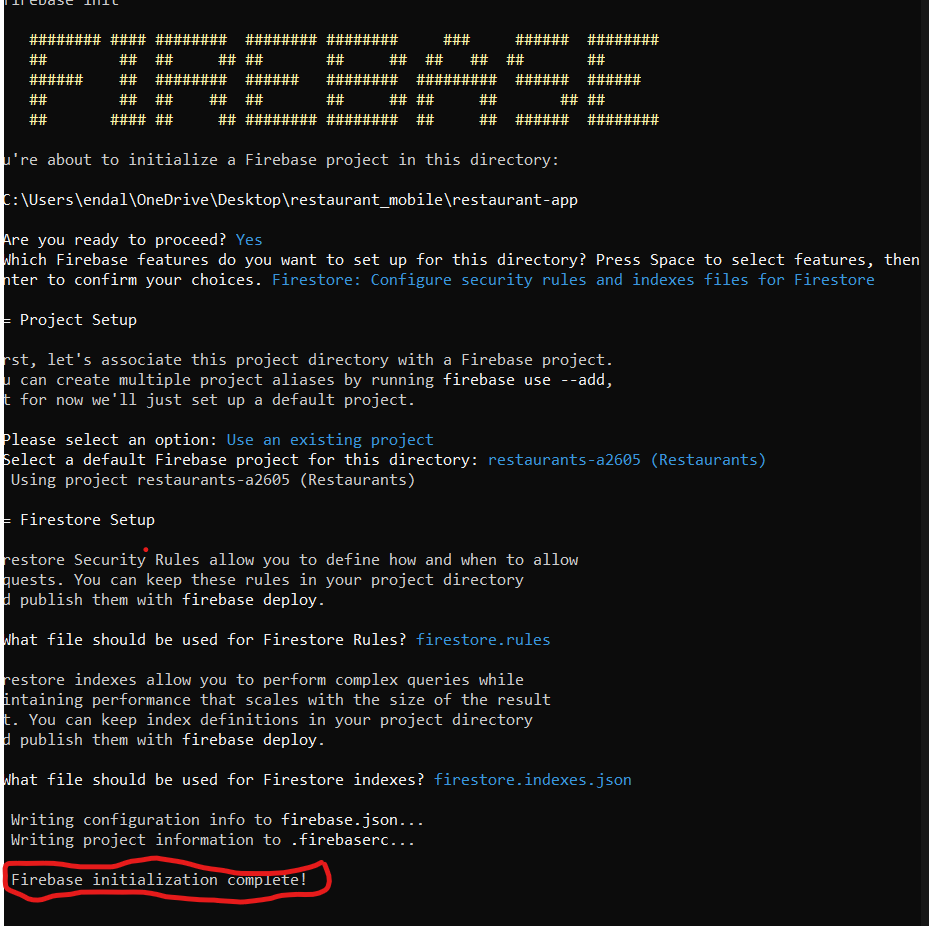 firebase init
######## #### ########  ######## ########     ###     ######  ########
##        ##  ##     ## ##       ##     ##  ##   ##  ##       ##
######    ##  ########  ######   ########  #########  ######  ######
##        ##  ##    ##  ##       ##     ## ##     ##       ## ##
##       #### ##     ## ######## ########  ##     ##  ######  ########
u're about to initialize a Firebase project in this directory:
C:\Users\endal\OneDrive\Desktop\restaurant_mobile\restaurant-app
Are you ready to proceed? Yes
Which Firebase features do you want to set up for this directory? Press Space to select features, then
nter to confirm your choices. Firestore: Configure security rules and indexes files for Firestore
= Project Setup
rst, let's associate this project directory with a Firebase project.
u can create multiple project aliases by running firebase use --add,
t for now we'll just set up a default project.
Please select an option: Use an existing project
Select a default Firebase project for this directory: restaurants-a2605 (Restaurants)
Using project restaurants-a2605 (Restaurants)
= Firestore Setup
restore Security Rules allow you to define how and when to allow
quests. You can keep these rules in your project directory
d publish them with firebase deploy.
What file should be used for Firestore Rules? firestore.rules
restore indexes allow you to perform complex queries while
intaining performance that scales with the size of the result
t. You can keep index definitions in your project directory
d publish them with firebase deploy.
What file should be used for Firestore indexes? firestore.indexes.json
Writing configuration info to firebase.json...
Writing project information to .firebaserc...
Firebase initialization complete!